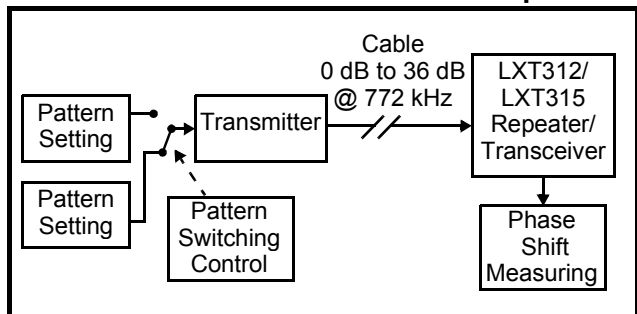 Cable
0 dB to 36 dB
@ 772 kHz
LXT312/
LXT315
Repeater/
Transceiver
Pattern
Setting
Transmitter
Pattern
Setting
Pattern
Switching
Control
Phase
Shift
Measuring